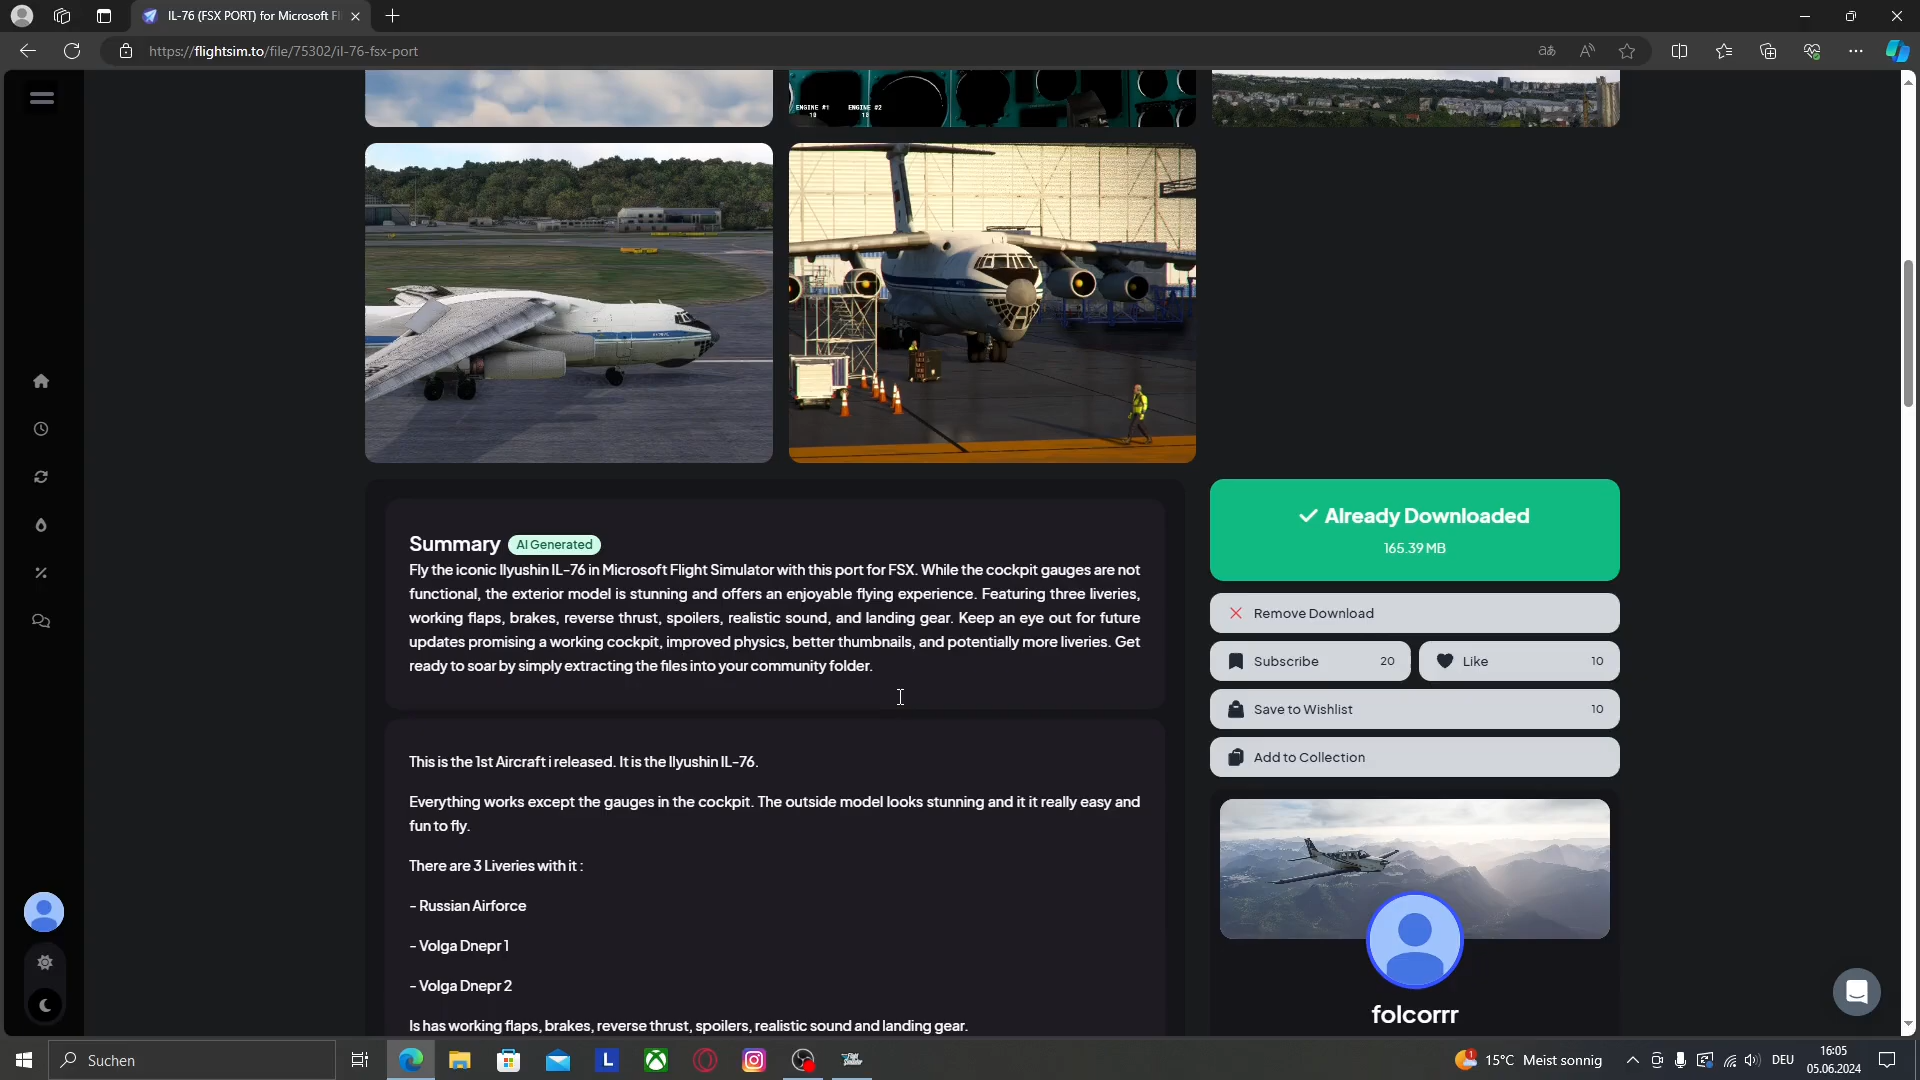 IL-76 (FSX PORT) for Microsoft Fl
https://flightsim.to/file/75302/il-76-fsx-port
ENGINE #1 ENGINE #2
10 10
Already Downloaded
165.39 MB
Summary AI Generated
Fly the iconic Ilyushin IL-76 in Microsoft Flight Simulator with this port for FSX. While the cockpit gauges are not
functional, the exterior model is stunning and offers an enjoyable flying experience. Featuring three liveries,
working flaps, brakes, reverse thrust, spoilers, realistic sound, and landing gear. Keep an eye out for future
updates promising a working cockpit, improved physics, better thumbnails, and potentially more liveries. Get
ready to soar by simply extracting the files into your community folder.
Remove Download
Subscribe 20
Like 10
Save to Wishlist 10
Add to Collection
This is the 1st Aircraft i released. It is the Ilyushin IL-76.
Everything works except the gauges in the cockpit. The outside model looks stunning and it it really easy and
fun to fly.
There are 3 Liveries with it :
- Russian Airforce
- Volga Dnepr 1
- Volga Dnepr 2
Is has working flaps, brakes, reverse thrust, spoilers, realistic sound and landing gear.
folcorrr
Suchen
15°C Meist sonnig
DEU
16:05
05.06.2024